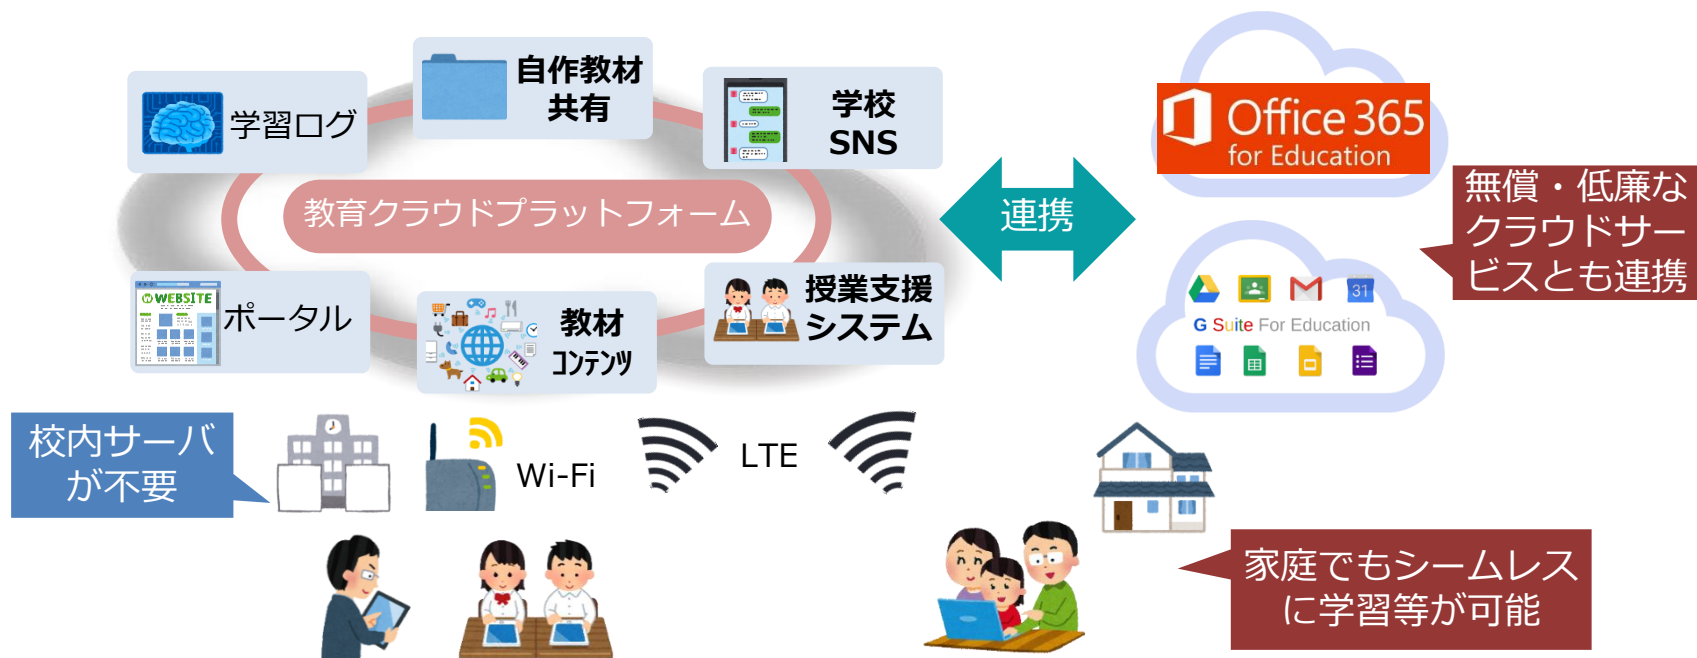 学習ログ
自作教材
共有
学校
SNS
教育クラウドプラットフォーム
ポータル
WEBSITE
教材
コンテンツ
授業支援
システム
連携
Office 365
for Education
31
G Suite For Education
無償・低廉な
クラウドサー
ビスとも連携
校内サーバ
が不要
Wi-Fi
LTE
家庭でもシームレス
に学習等が可能